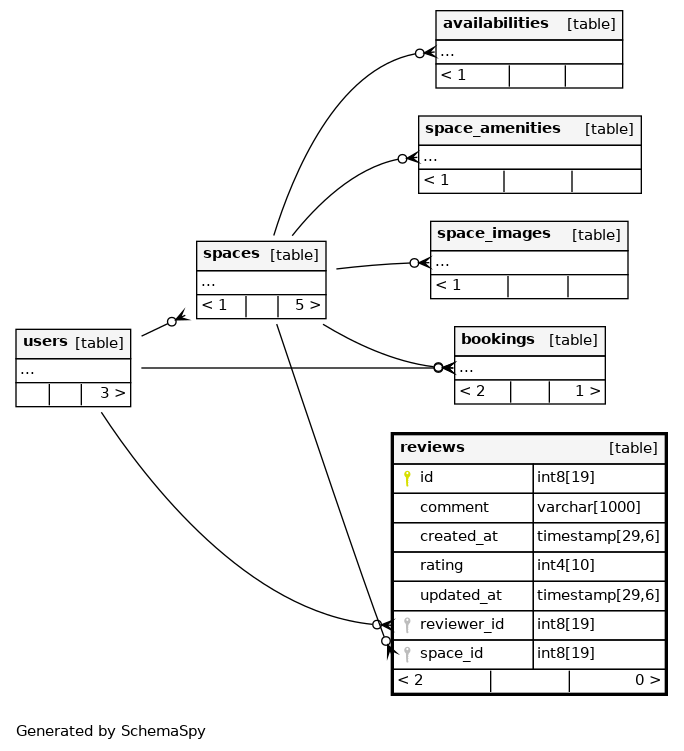 availabilities [table]
...
< 1
space_amenities [table]
...
< 1
space_images [table]
...
< 1
spaces [table]
...
< 1 5 >
users [table]
...
3 >
bookings [table]
...
< 2 1 >
reviews [table]
id int8[19]
comment varchar[1000]
created_at timestamp[29,6]
rating int4[10]
updated_at timestamp[29,6]
reviewer_id int8[19]
space_id int8[19]
< 2 0 >
Generated by SchemaSpy